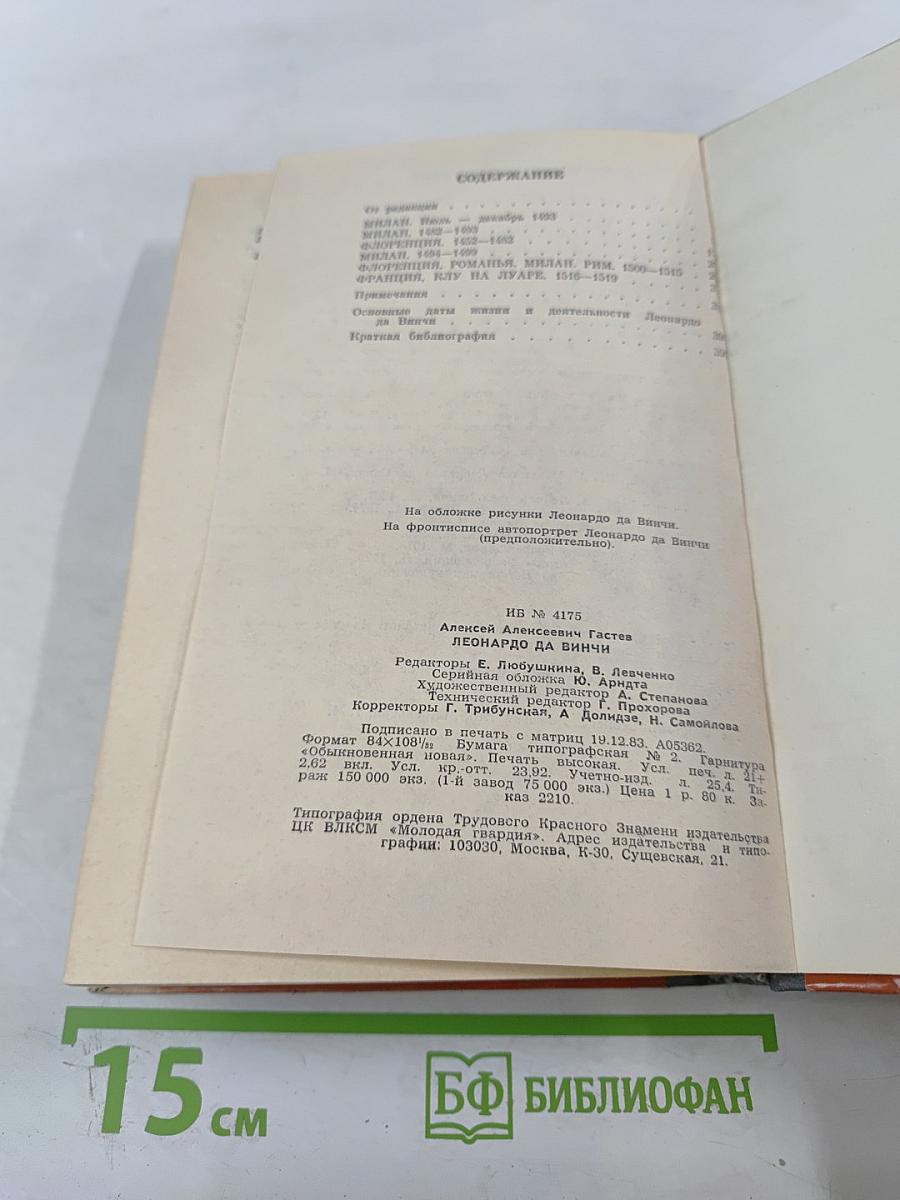 СОДЕРЖАНИЕ
От редакции
МИЛАН. Июль — декабрь 1493
МИЛАН. 1482—1493
ФЛОРЕНЦИЯ. 1452—1482
МИЛАН. 1494—1499
ФЛОРЕНЦИЯ, РОМАНЬЯ, МИЛАН, РИМ. 1500—1515
ФРАНЦИЯ, КЛУ НА ЛУАРЕ. 1516—1519
Примечания
Основные даты жизни и деятельности Леонардо
да Винчи
Краткая библиография
На обложке рисунки Леонардо да Винчи.
На фронтисписе автопортрет Леонардо да Винчи
(предположительно).
ИБ № 4175
Алексей Алексеевич Гастев
ЛЕОНАРДО ДА ВИНЧИ
Редакторы Е. Любушкина, В. Левченко
Серийная обложка Ю. Арндта
Художественный редактор А. Степанова
Технический редактор Г. Прохорова
Корректоры Г. Трибунская, А Долидзе, Н. Самойлова
Подписано в печать с матриц 19.12.83. А05362.
Формат 84×108¹/₃₂ Бумага типографская № 2. Гарнитура
«Обыкновенная новая». Печать высокая. Усл. печ. л. 21+
2,62 вкл. Усл. кр.-отт. 23,92. Учетно-изд. л. 25,4. Ти-
раж 150 000 экз. (1-й завод 75 000 экз.) Цена 1 р. 80 к. За-
каз 2210.
Типография ордена Трудового Красного Знамени издательства
ЦК ВЛКСМ «Молодая гвардия». Адрес издательства и типо-
графии: 103030, Москва, К-30, Сущевская, 21.
15 см
БФ БИБЛИОФАН